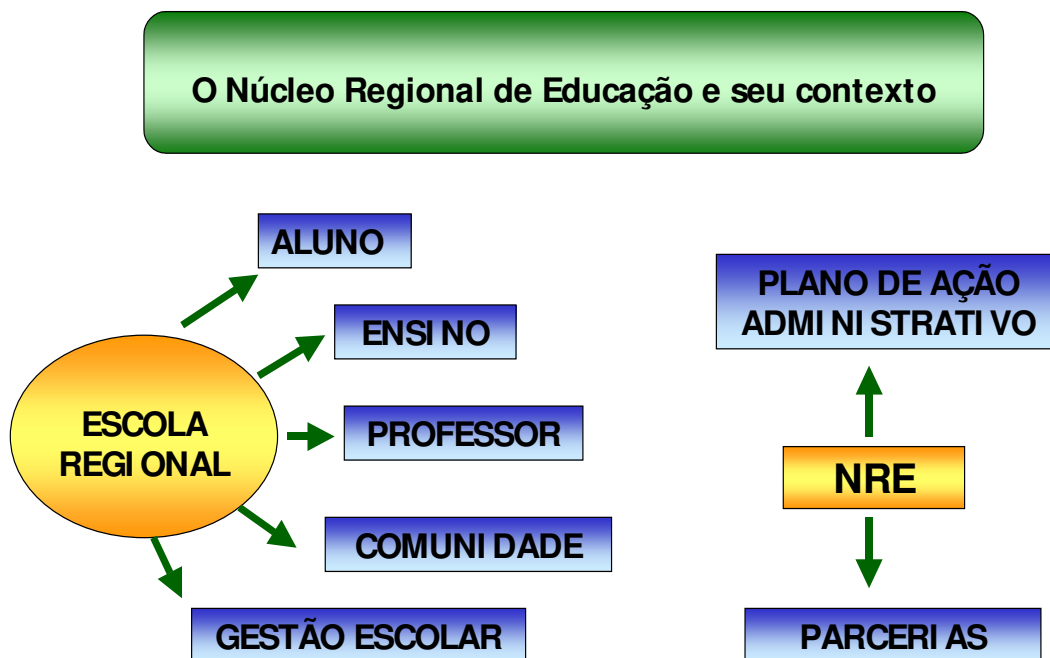 O Núcleo Regional de Educação e seu contexto
ALUNO
ENSINO
PROFESSOR
COMUNIDADE
GESTÃO ESCOLAR
ESCOLA
REGIONAL
PLANO DE AÇÃO
ADMINISTRATIVO
NRE
PARCERIAS